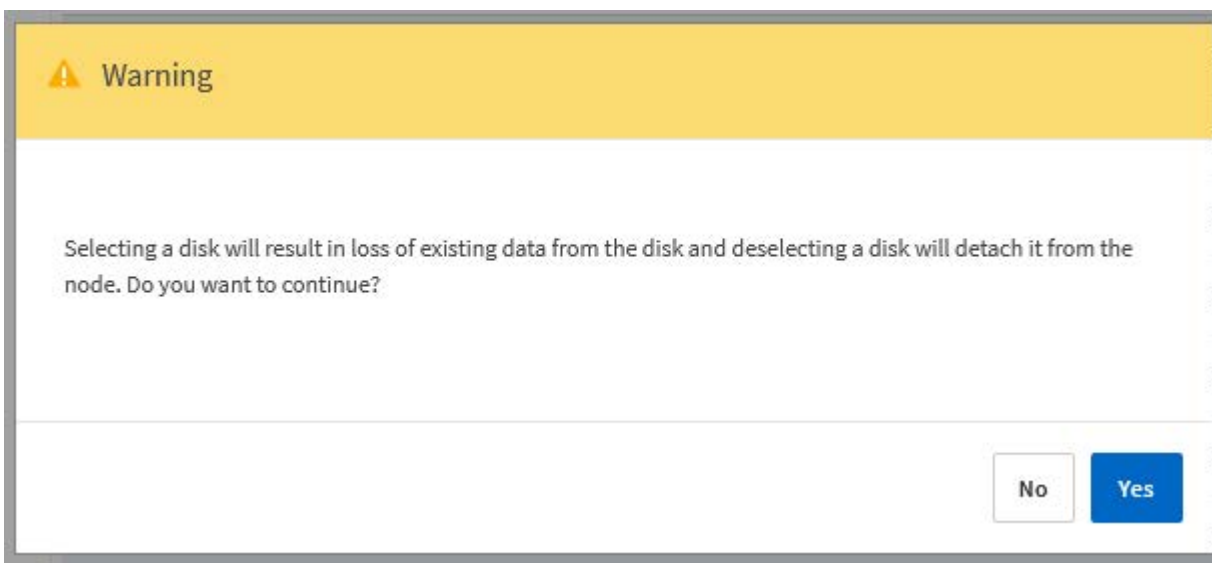 Warning
Selecting a disk will result in loss of existing data from the disk and deselecting a disk will detach it from the
node. Do you want to continue?
No
Yes